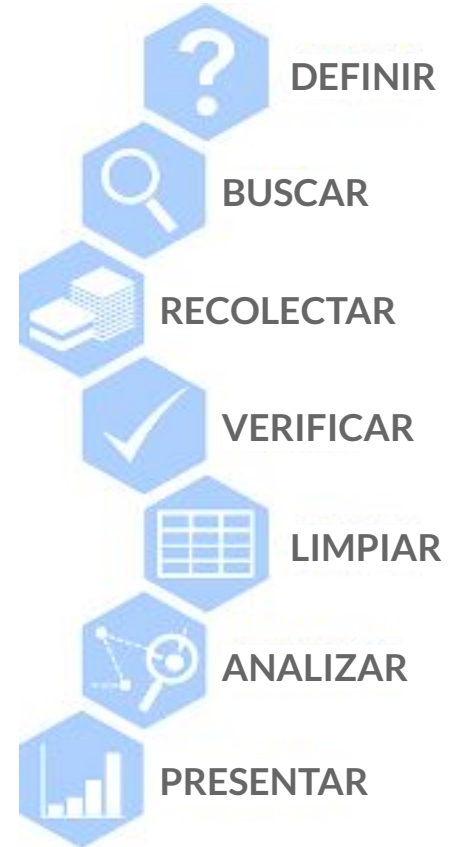 DEFINIR
BUSCAR
RECOLECTAR
VERIFICAR
LIMPIAR
ANALIZAR
PRESENTAR